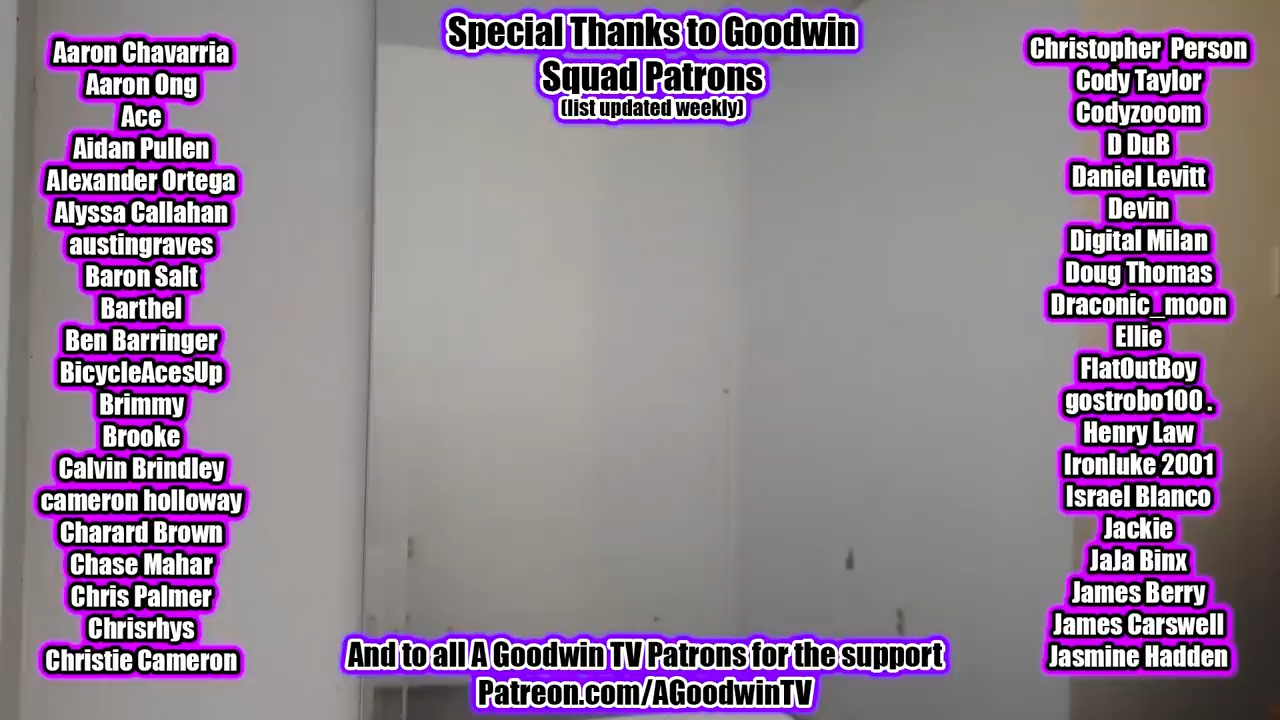 Special Thanks to Goodwin
Squad Patrons
(list updated weekly)
Aaron Chavarria
Aaron Ong
Ace
Aidan Pullen
Alexander Ortega
Alyssa Callahan
austingraves
Baron Salt
Barthel
Ben Barringer
BicycleAcesUp
Brimmy
Brooke
Calvin Brindley
cameron holloway
Charard Brown
Chase Mahar
Chris Palmer
Chrisrhys
Christie Cameron
Christopher Person
Cody Taylor
Codyzooom
D DuB
Daniel Levitt
Devin
Digital Milan
Doug Thomas
Draconic_moon
Ellie
FlatOutBoy
gostrobo100 .
Henry Law
Ironluke 2001
Israel Blanco
Jackie
JaJa Binx
James Berry
James Carswell
Jasmine Hadden
And to all A Goodwin TV Patrons for the support
Patreon.com/AGoodwinTV